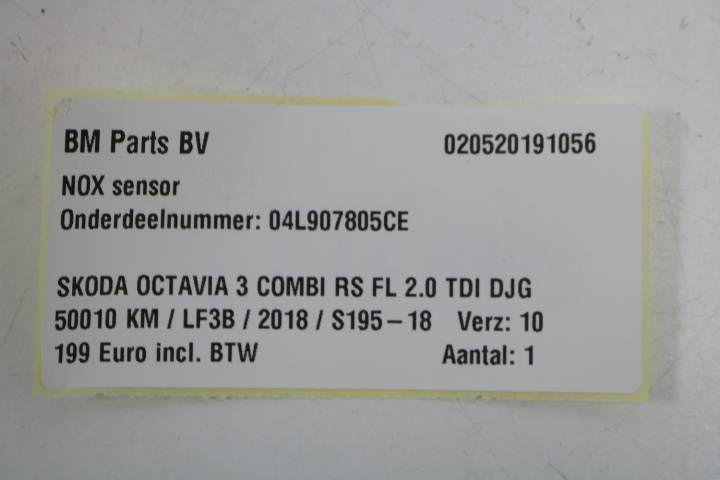 BM Parts BV 020520191056
NOX sensor
Onderdeelnummer: 04L907805CE
SKODA OCTAVIA 3 COMBI RS FL 2.0 TDI DJG
50010 KM / LF3B / 2018 / S195-18 Verz: 10
199 Euro incl. BTW Aantal: 1